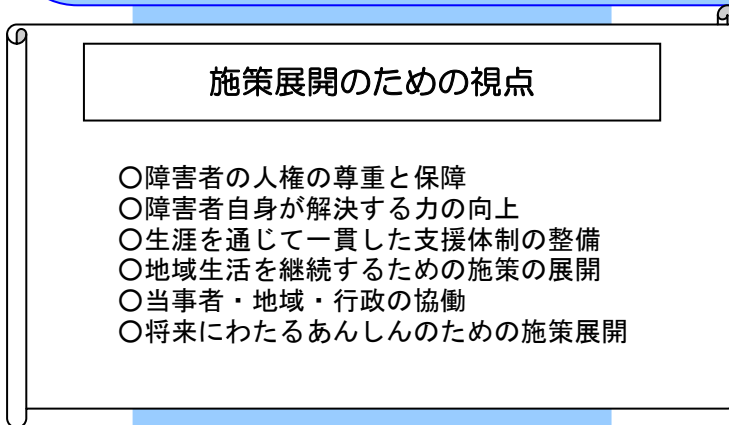 施策展開のための視点
○障害者の人権の尊重と保障
○障害者自身が解決する力の向上
○生涯を通じて一貫した支援体制の整備
○地域生活を継続するための施策の展開
○当事者・地域・行政の協働
○将来にわたるあんしんのための施策展開